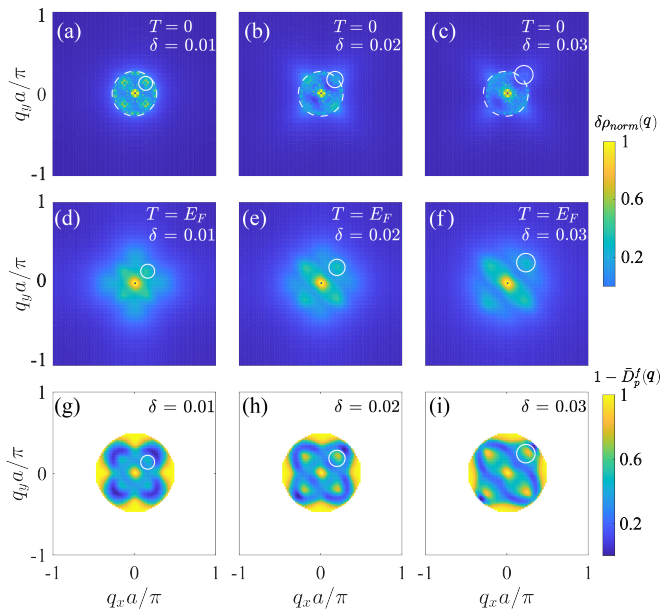 (a) T = 0
δ = 0.01
(b) T = 0
δ = 0.02
(c) T = 0
δ = 0.03
1
0
-1
q_y a/π
δρ_norm(q)
1
0.6
0.2
(d) T = E_F
δ = 0.01
(e) T = E_F
δ = 0.02
(f) T = E_F
δ = 0.03
1
0
-1
q_y a/π
1 − D̄_p^f(q)
1
0.6
0.2
(g) δ = 0.01
(h) δ = 0.02
(i) δ = 0.03
1
0
-1
q_y a/π
-1 0 1 0 1 0 1
q_x a/π q_x a/π q_x a/π